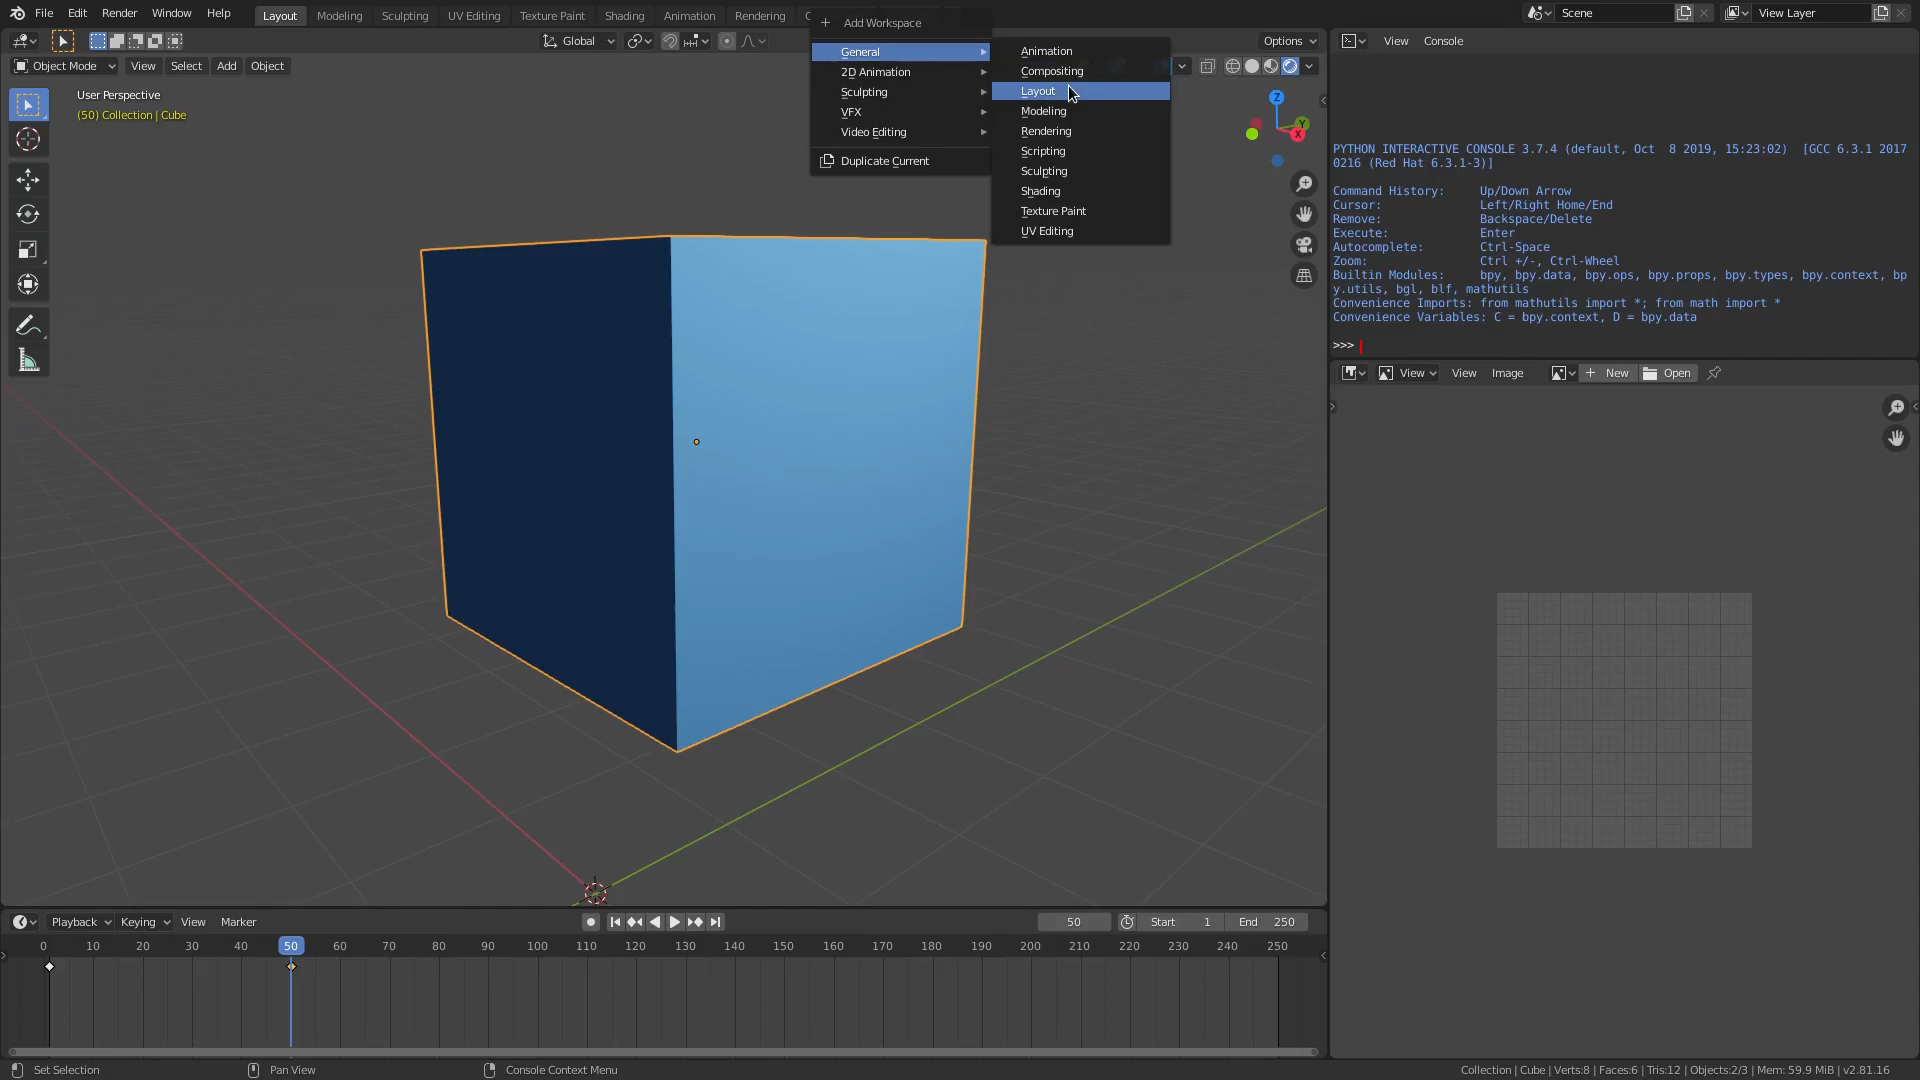 File Edit Render Window Help
Layout Modeling Sculpting UV Editing Texture Paint Shading Animation Rendering
Scene
View Layer
Global
Options
Object Mode View Select Add Object
User Perspective
(50) Collection | Cube
Add Workspace
General
2D Animation
Sculpting
VFX
Video Editing
Duplicate Current
Animation
Compositing
Layout
Modeling
Rendering
Scripting
Sculpting
Shading
Texture Paint
UV Editing
Z
Y
X
View Console
PYTHON INTERACTIVE CONSOLE 3.7.4 (default, Oct 8 2019, 15:23:02) [GCC 6.3.1 2017
0216 (Red Hat 6.3.1-3)]
Command History: Up/Down Arrow
Cursor: Left/Right Home/End
Remove: Backspace/Delete
Execute: Enter
Autocomplete: Ctrl-Space
Zoom: Ctrl +/-, Ctrl-Wheel
Builtin Modules: bpy, bpy.data, bpy.ops, bpy.props, bpy.types, bpy.context, bp
y.utils, bgl, blf, mathutils
Convenience Imports: from mathutils import *; from math import *
Convenience Variables: C = bpy.context, D = bpy.data
>>>
View View Image New Open
Playback Keying View Marker
50 Start 1 End 250
0 10 20 30 40 50 60 70 80 90 100 110 120 130 140 150 160 170 180 190 200 210 220 230 240 250
Set Selection Pan View Console Context Menu
Collection | Cube | Verts:8 | Faces:6 | Tris:12 | Objects:2/3 | Mem: 59.9 MiB | v2.81.16